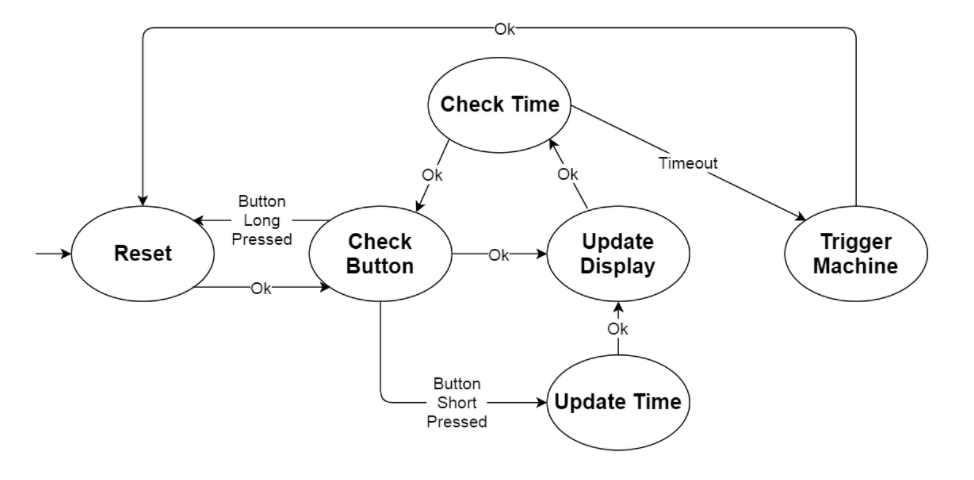 Ok
Check Time
Timeout
Ok
Ok
Button
Long
Pressed
Reset
Check
Button
Ok
Update
Display
Trigger
Machine
Ok
Ok
Button
Short
Pressed
Update Time